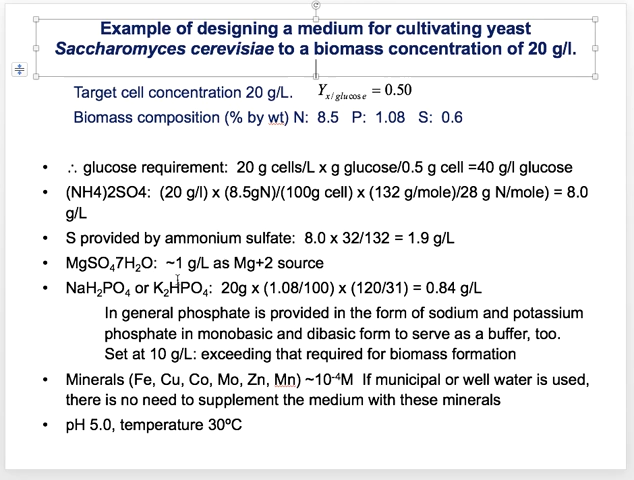 Example of designing a medium for cultivating yeast
Saccharomyces cerevisiae to a biomass concentration of 20 g/l.
Target cell concentration 20 g/L. Y x/glucose = 0.50
Biomass composition (% by wt) N: 8.5 P: 1.08 S: 0.6
• ∴ glucose requirement: 20 g cells/L x g glucose/0.5 g cell =40 g/l glucose
• (NH4)2SO4: (20 g/l) x (8.5gN)/(100g cell) x (132 g/mole)/28 g N/mole) = 8.0
g/L
• S provided by ammonium sulfate: 8.0 x 32/132 = 1.9 g/L
• MgSO₄7H₂O: ~1 g/L as Mg+2 source
• NaH₂PO₄ or K₂HPO₄: 20g x (1.08/100) x (120/31) = 0.84 g/L
In general phosphate is provided in the form of sodium and potassium
phosphate in monobasic and dibasic form to serve as a buffer, too.
Set at 10 g/L: exceeding that required for biomass formation
• Minerals (Fe, Cu, Co, Mo, Zn, Mn) ~10⁻⁴M If municipal or well water is used,
there is no need to supplement the medium with these minerals
• pH 5.0, temperature 30ºC